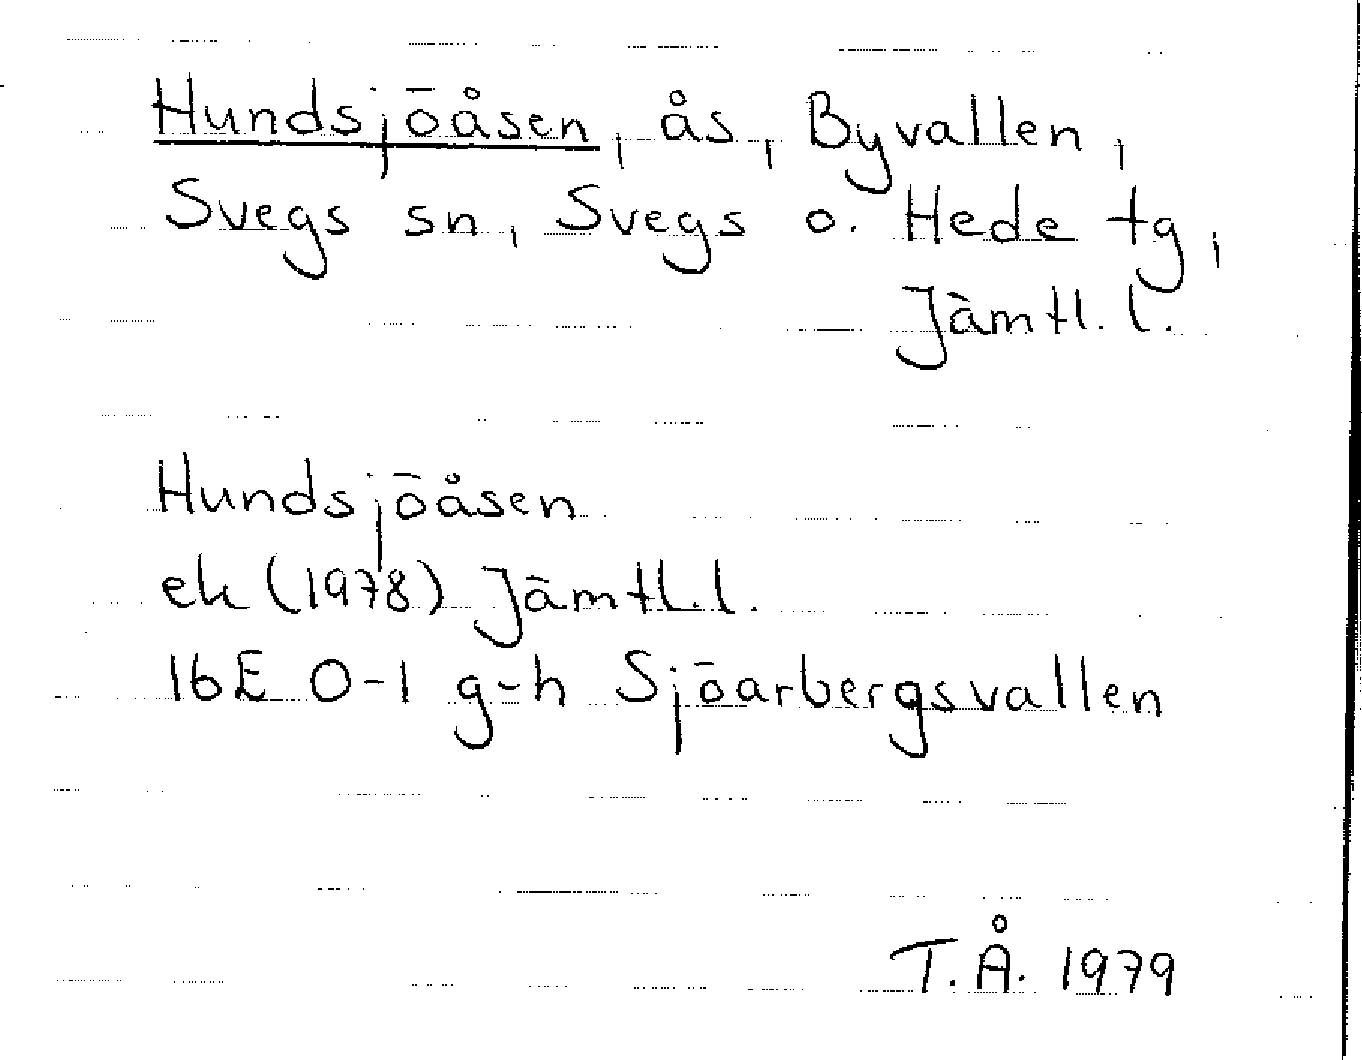 Hundsjöåsen, ås, Byvallen,
Svegs sn, Svegs o. Hede tg,
Jämtl. l.
Hundsjöåsen
ek (1978) Jämtl. l.
16E 0-1 g-h Sjöarbergsvallen
T.Å. 1979